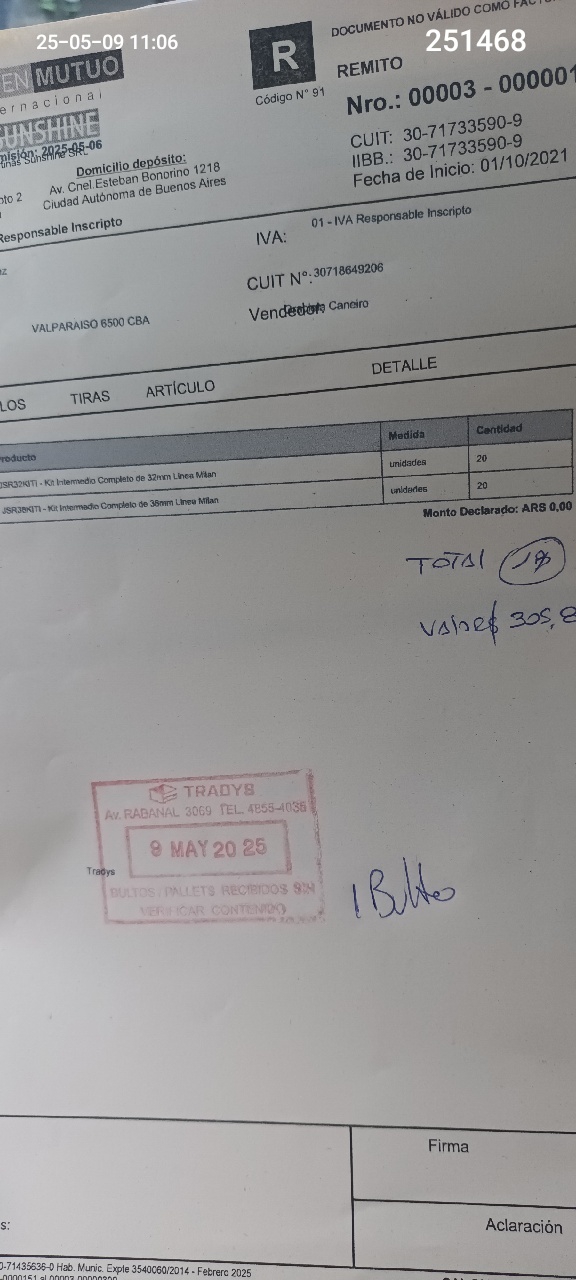 25-05-09 11:06
251468
DOCUMENTO NO VÁLIDO COMO
EN MUTUO
ernacional
SUNSHINE
R
Código N° 91
REMITO
Nro.: 00003 - 000001
misión: 2025-05-06
Domicilio depósito:
Av. Cnel.Esteban Bonorino 1218
Ciudad Autónoma de Buenos Aires
CUIT: 30-71733590-9
IIBB.: 30-71733590-9
Fecha de Inicio: 01/10/2021
Responsable Inscripto
IVA: 01 - IVA Responsable Inscripto
CUIT N°: 30718649206
VALPARAISO 6500 CBA
Vendedor: Caneiro
LOS TIRAS ARTÍCULO DETALLE
Producto Medida Cantidad
JSR32KITI - Kit Intermedio Completo de 32mm Linea Milan unidades 20
JSR38KITI - Kit Intermedio Completo de 38mm Linea Milan unidades 20
Monto Declarado: ARS 0,00
TOTAL
305,8
TRADYS
Av. RABANAL 3069 TEL. 4855-4035
9 MAY 20 25
Tradys
BULTOS / PALLETS RECIBIDOS SIN
VERIFICAR CONTENIDO
1 Bulto
Firma
s:
Aclaración
0-71435636-0 Hab. Munic. Expte 3540060/2014 - Febrero 2025